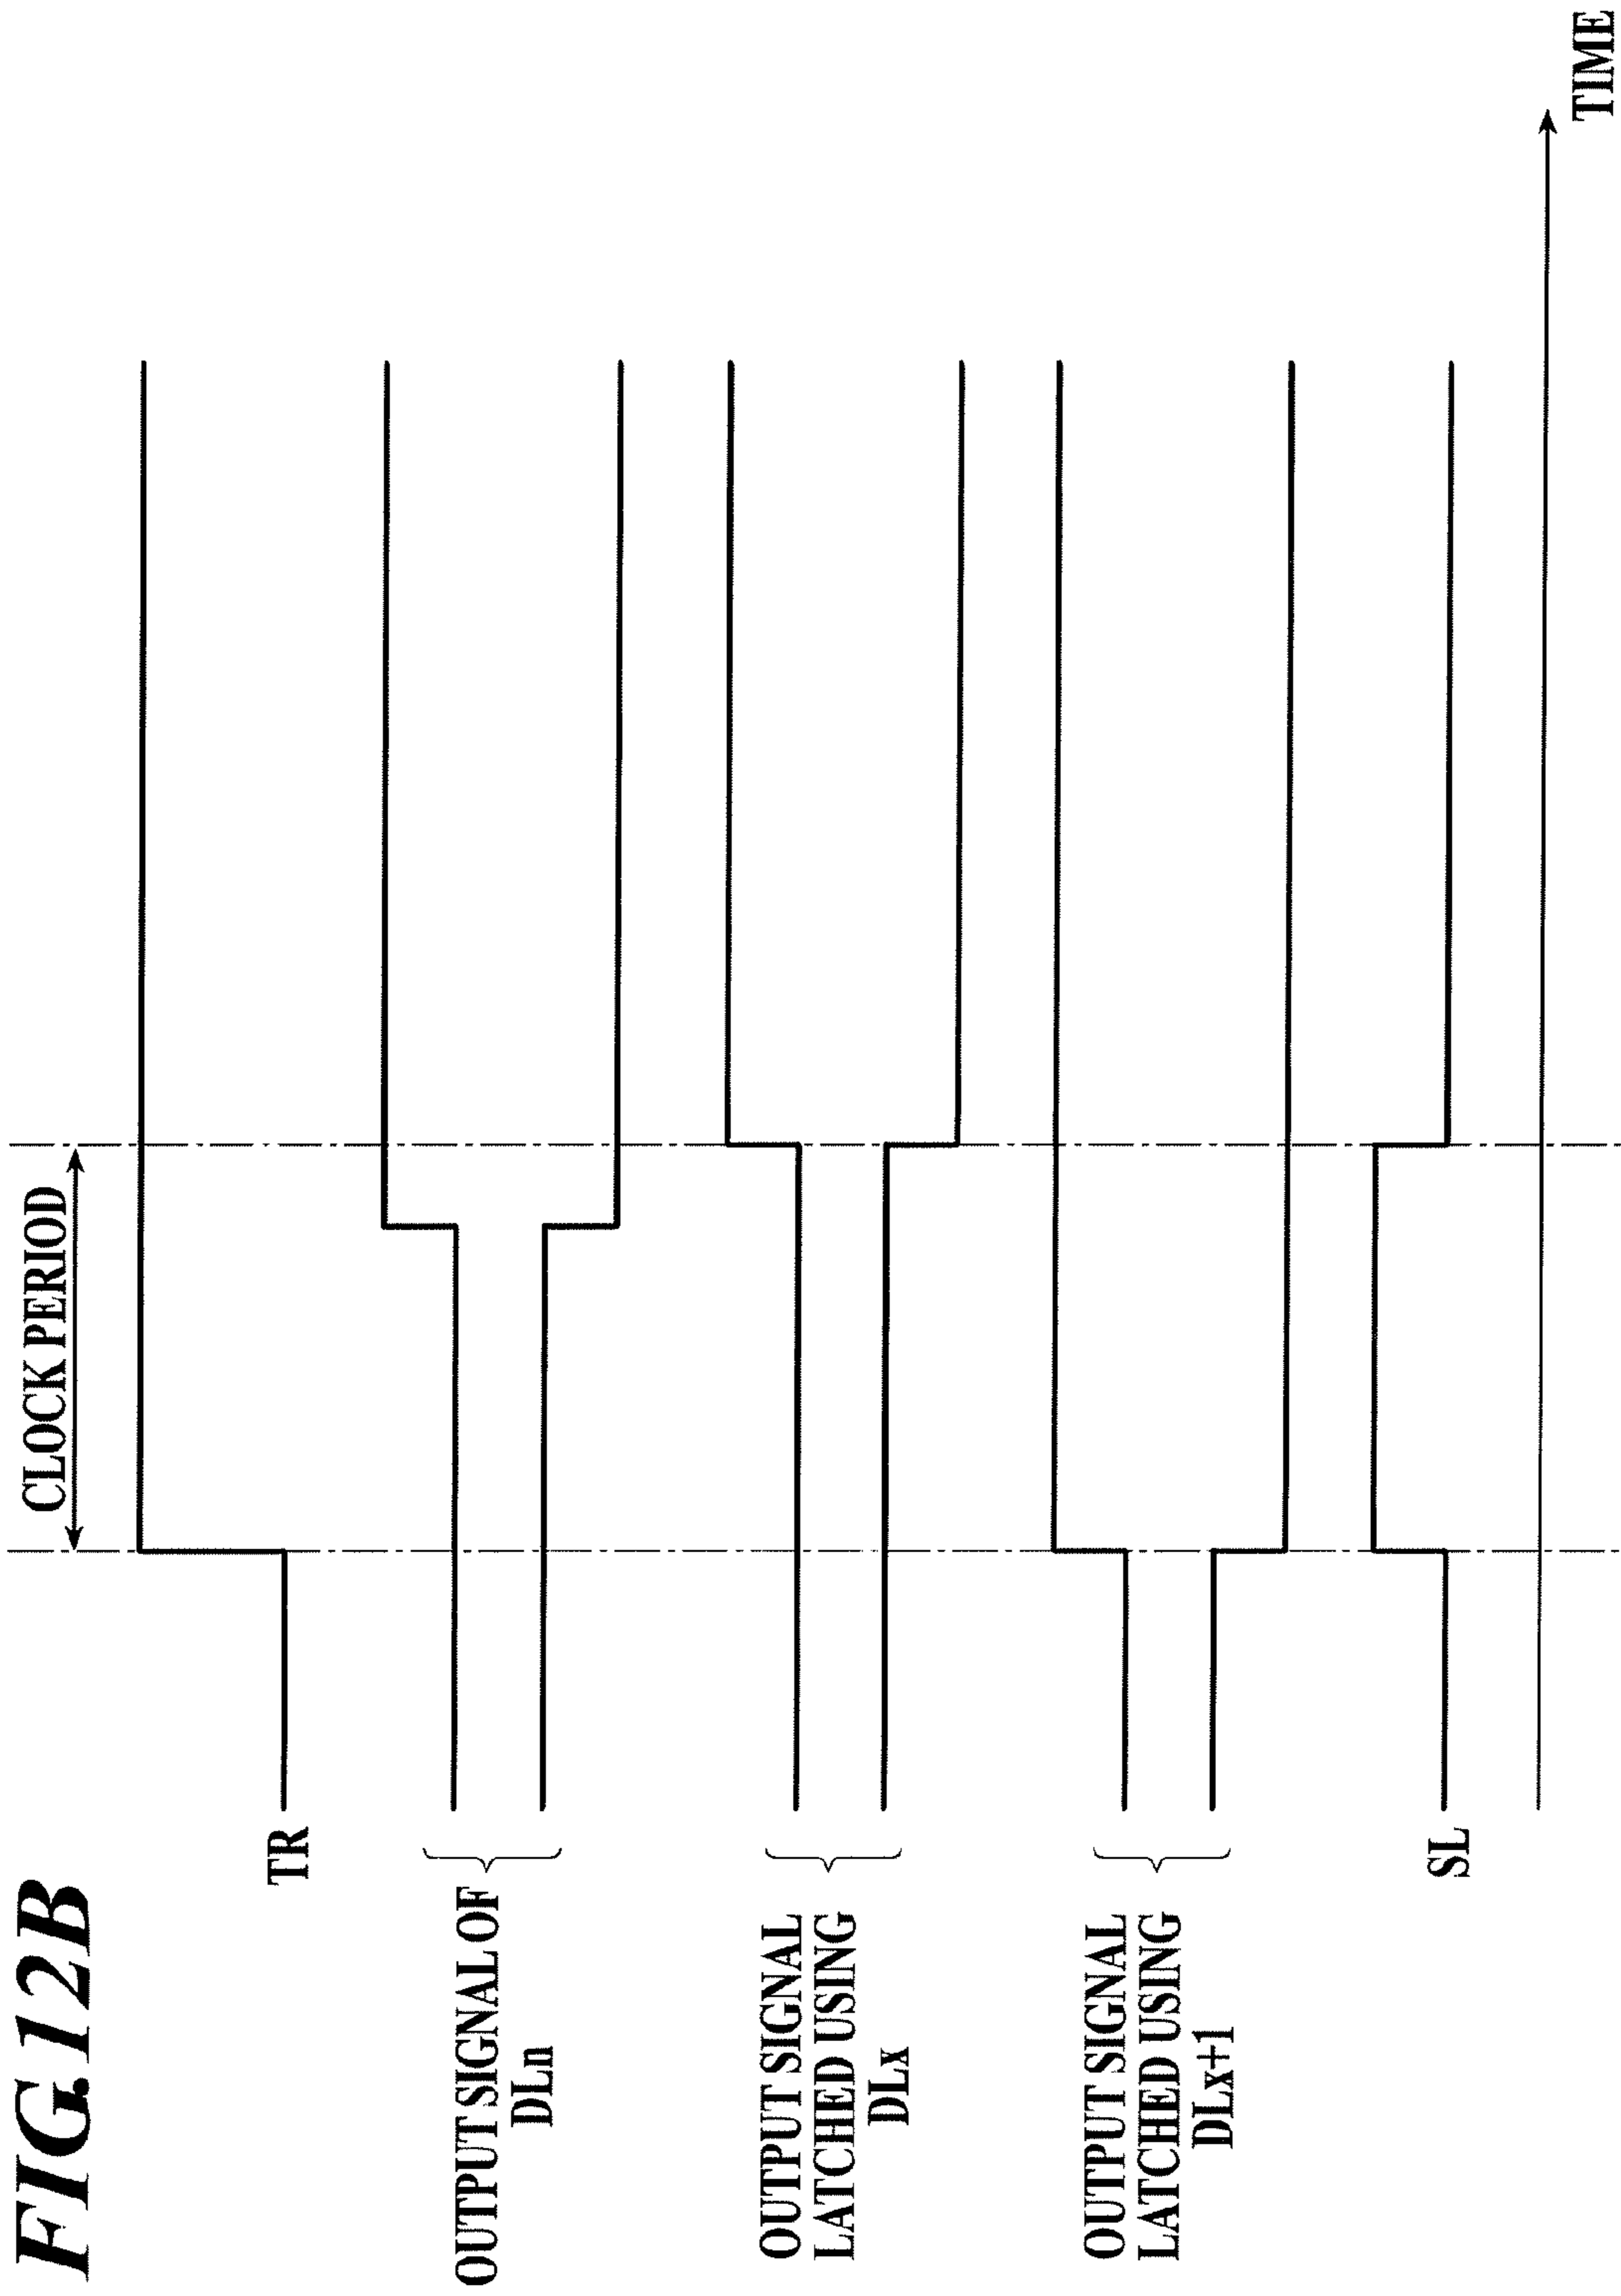 FIG.12B
CLOCK PERIOD
TR
OUTPUT SIGNAL OF
DLn
OUTPUT SIGNAL
LATCHED USING
DLx
OUTPUT SIGNAL
LATCHED USING
DLx+1
SL
TIME